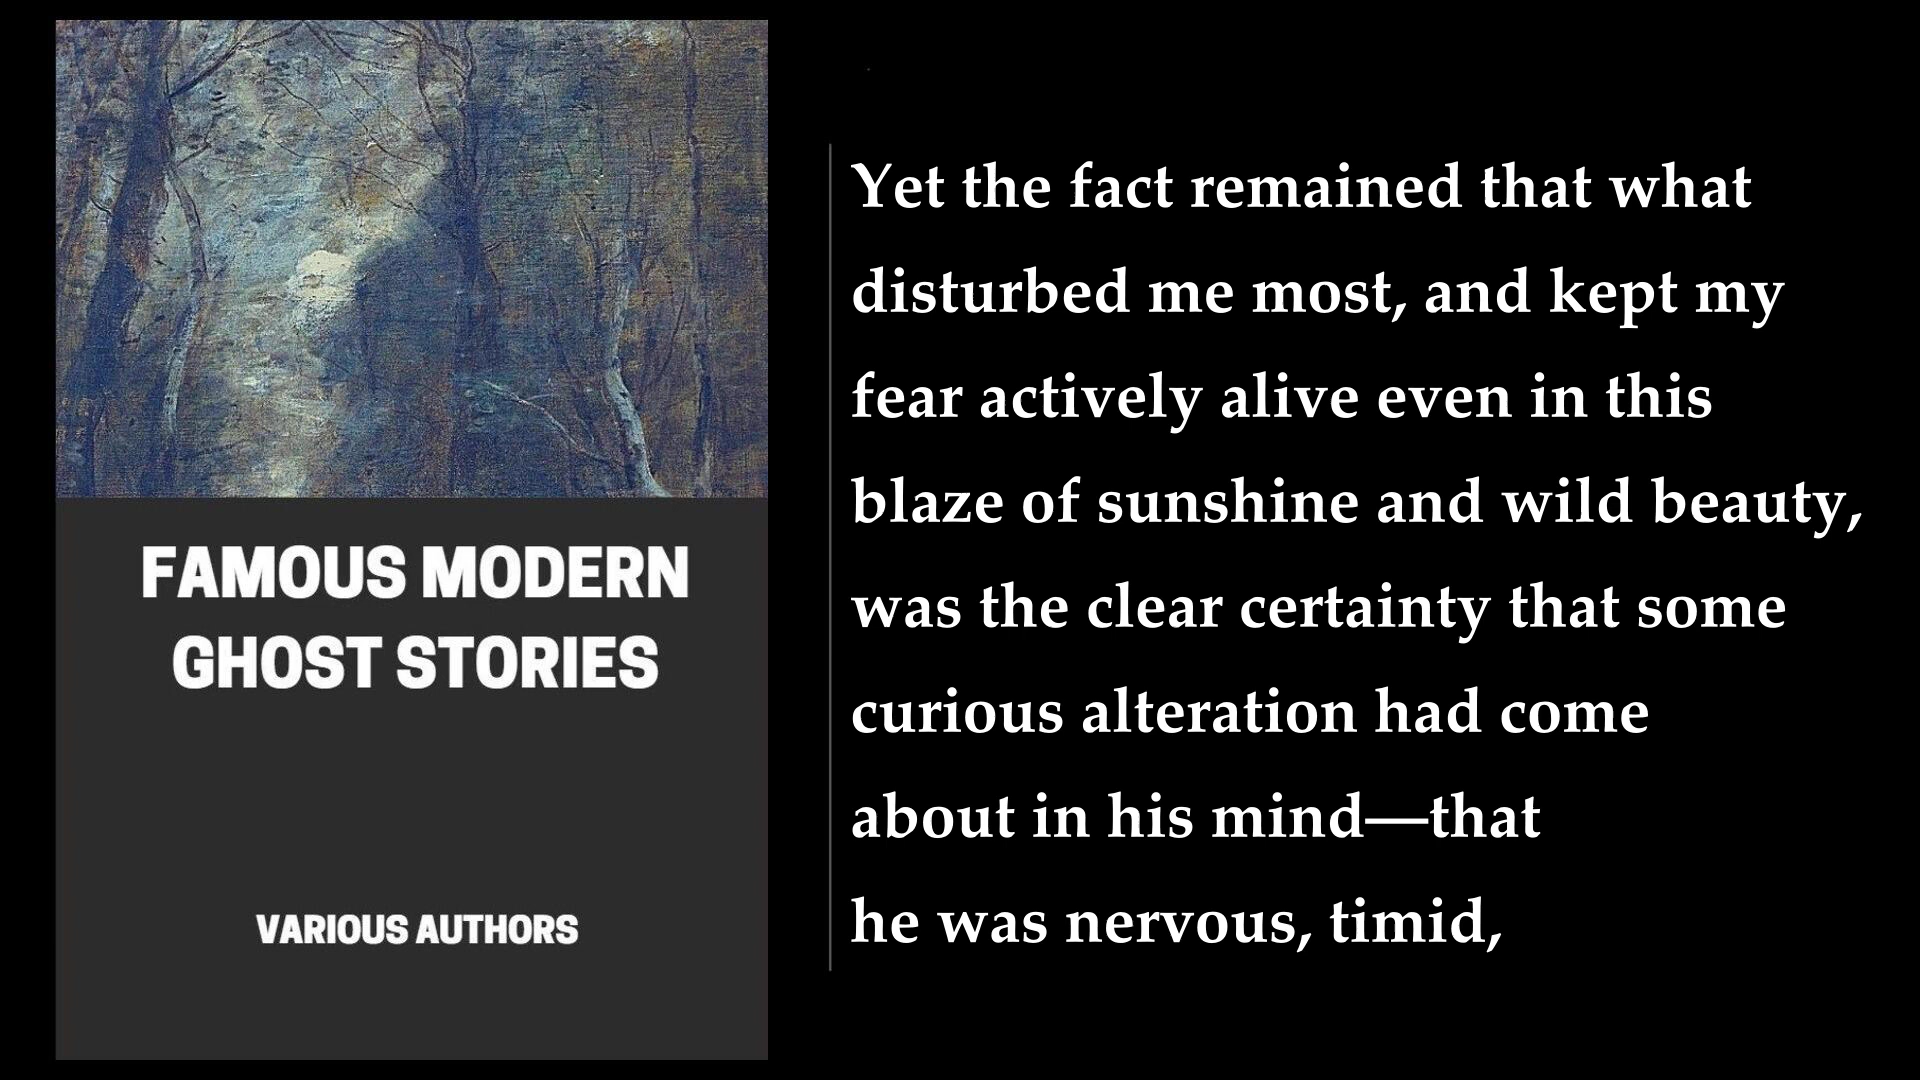 FAMOUS MODERN
GHOST STORIES
VARIOUS AUTHORS
Yet the fact remained that what
disturbed me most, and kept my
fear actively alive even in this
blaze of sunshine and wild beauty,
was the clear certainty that some
curious alteration had come
about in his mind—that
he was nervous, timid,